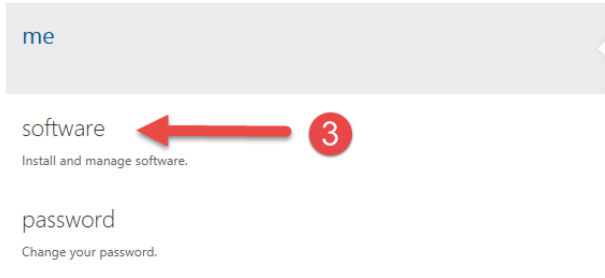 me
software
3
Install and manage software.
password
Change your password.